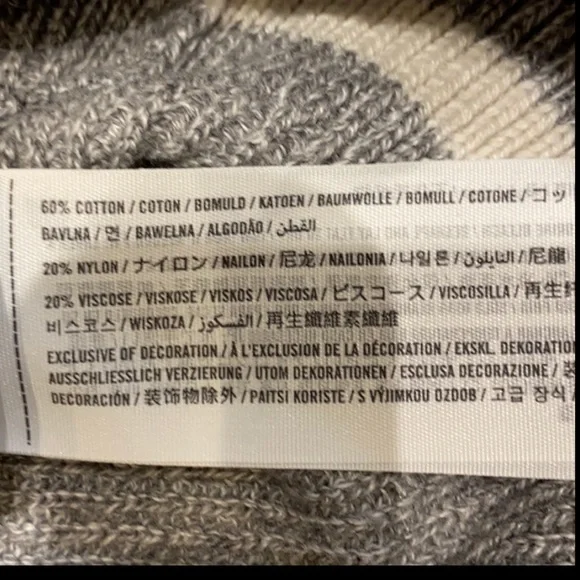 60% COTTON / COTON / BOMULD / KATOEN / BAUMWOLLE / BOMULL / COTONE / コッ
BAVLNA / 면 / BAWELNA / ALGODÃO / القطن
20% NYLON / ナイロン / NAILON / 尼龙 / NAILONIA / 나일론 / النايلون / 尼龍
20% VISCOSE / VISKOSE / VISKOS / VISCOSA / ビスコース / VISCOSILLA / 再生纤
비스코스 / WISKOZA / الفسكوز / 再生纖維素纖維
EXCLUSIVE OF DECORATION / À L'EXCLUSION DE LA DÉCORATION / EKSKL. DEKORATIO
AUSSCHLIESSLICH VERZIERUNG / UTOM DEKORATIONEN / ESCLUSA DECORAZIONE / 装
DECORACIÓN / 装饰物除外 / PAITSI KORISTE / S VÝJIMKOU OZDOB / 고급 장식 /